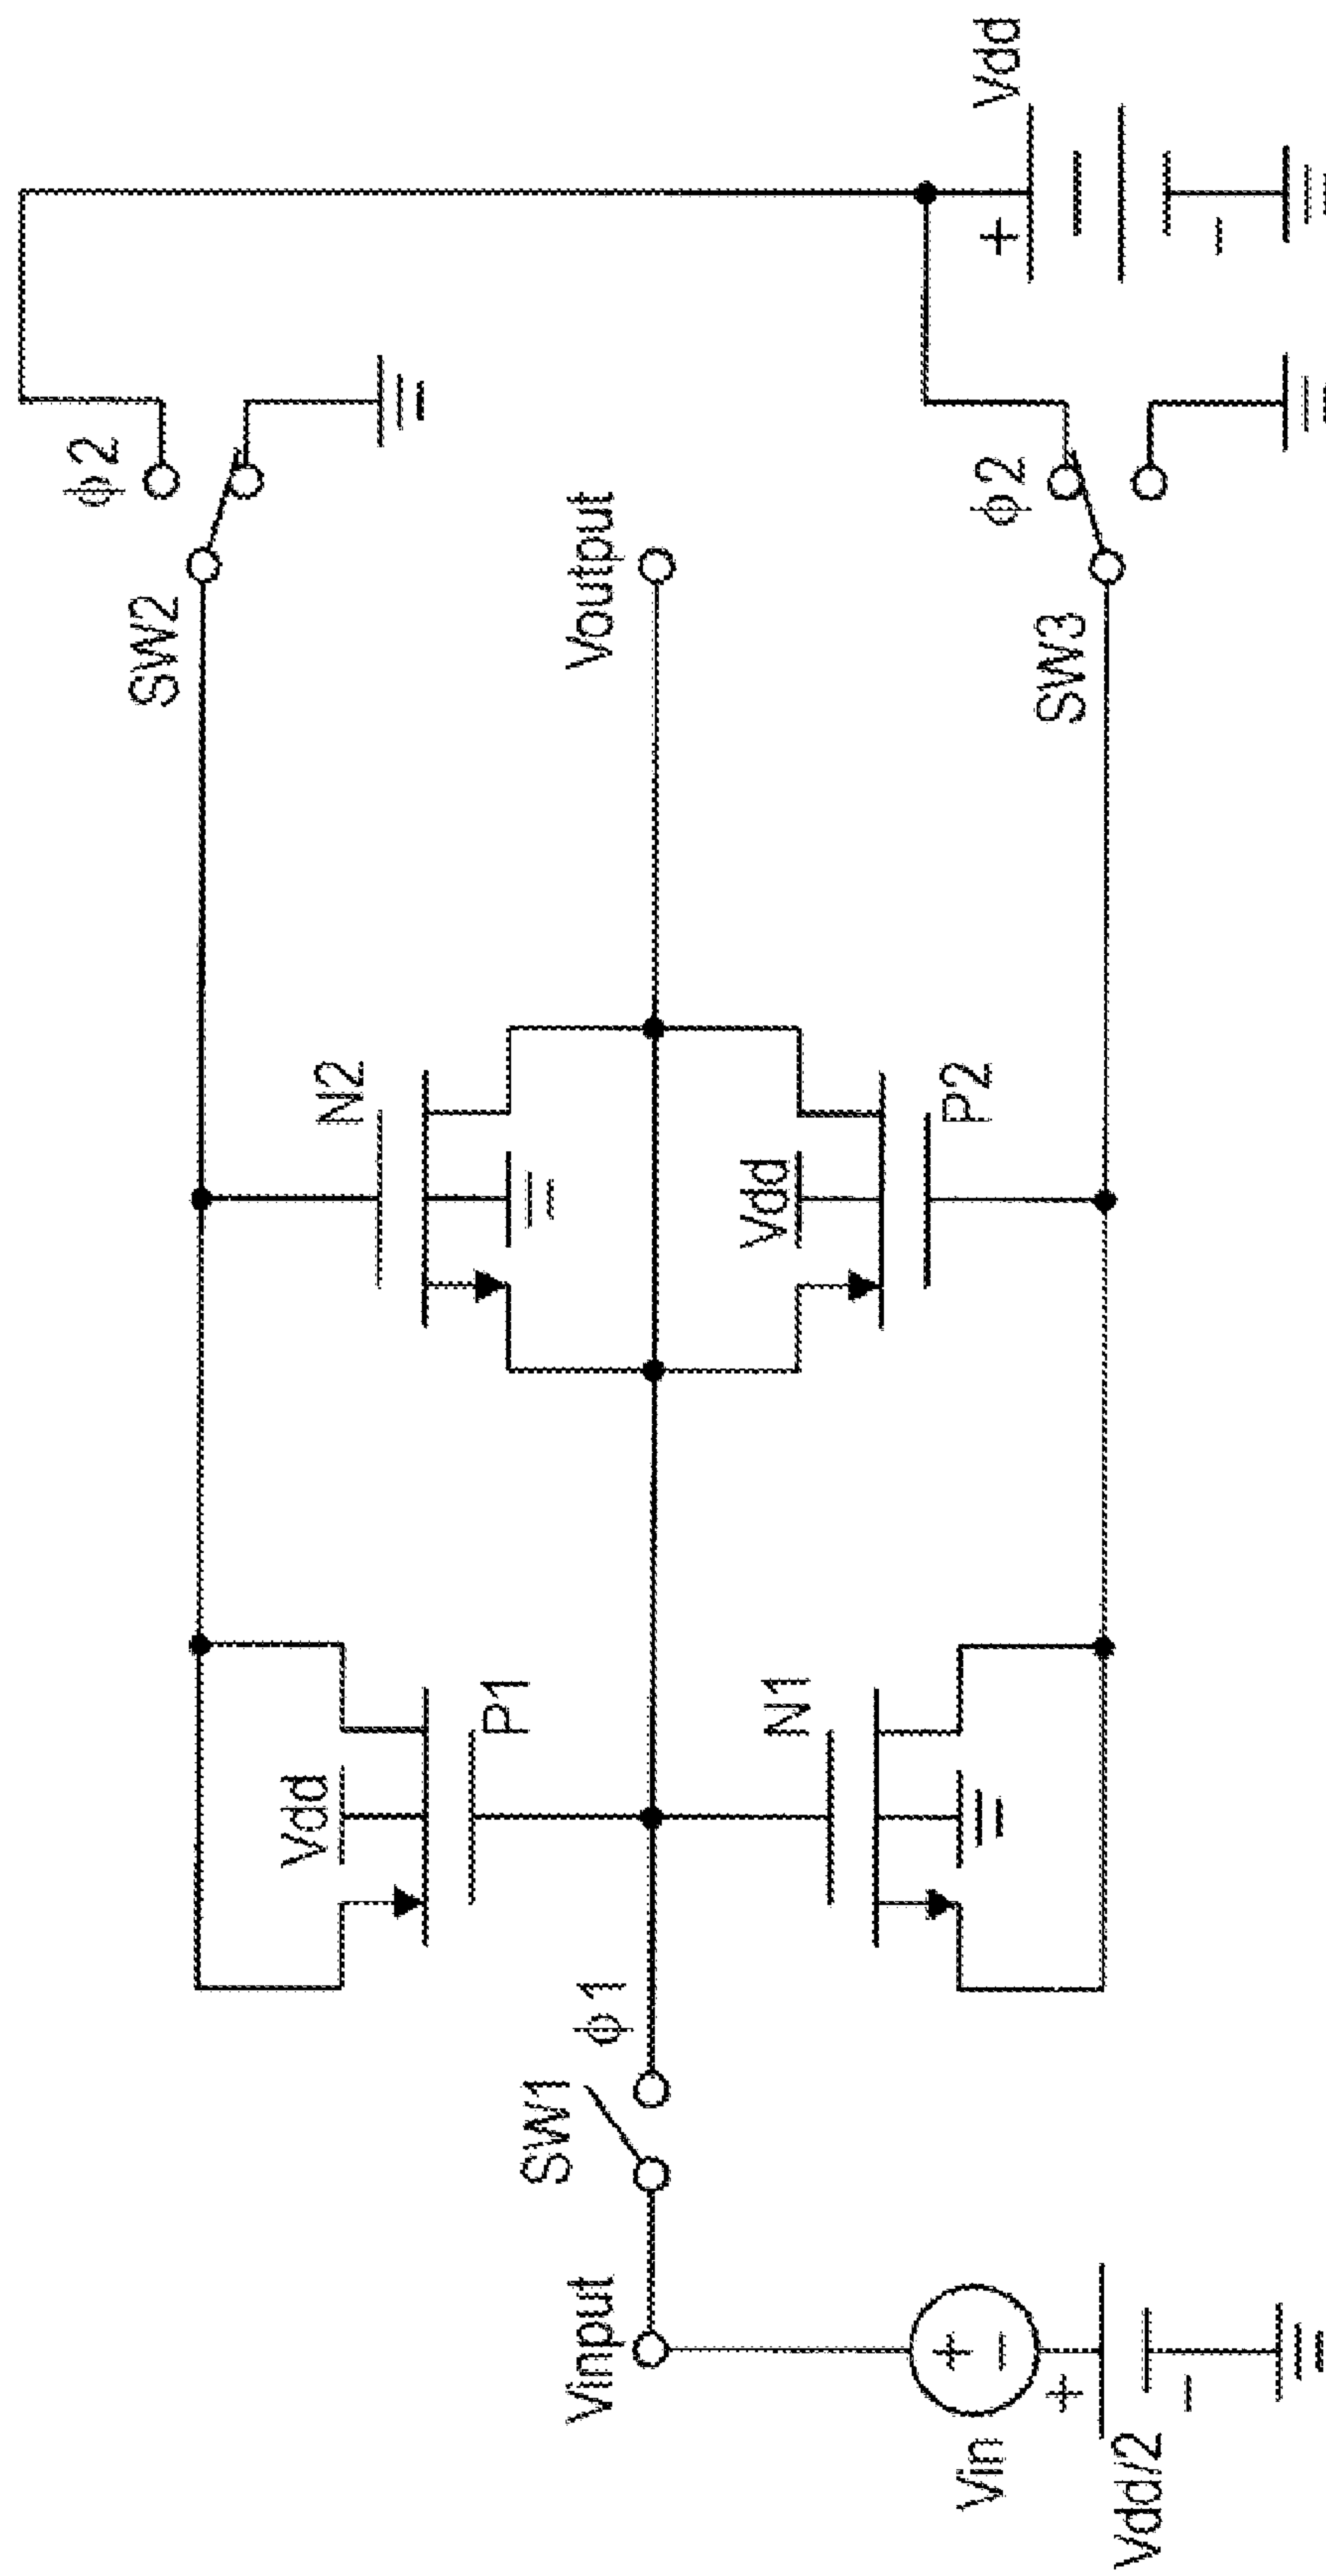 Vdd
ϕ2
SW2
Voutput
ϕ2
SW3
+
-
N2
Vdd
P2
Vdd
P1
N1
ϕ1
SW1
Vinput
+
-
Vin
+
-
Vdd/2